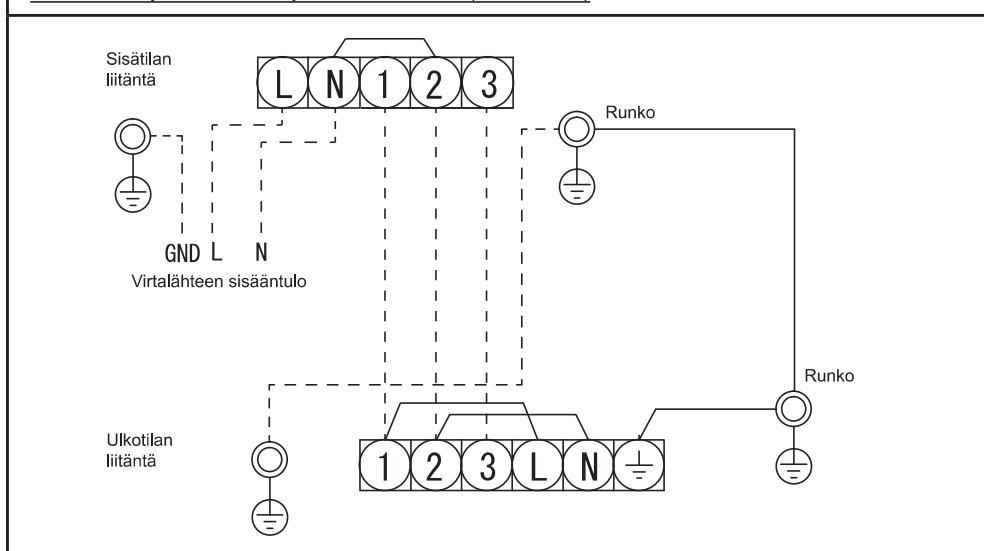 Sisätilan
liitäntä
L N 1 2 3
Runko
GND L N
Virtalähteen sisääntulo
Runko
Ulkotilan
liitäntä
1 2 3 L N